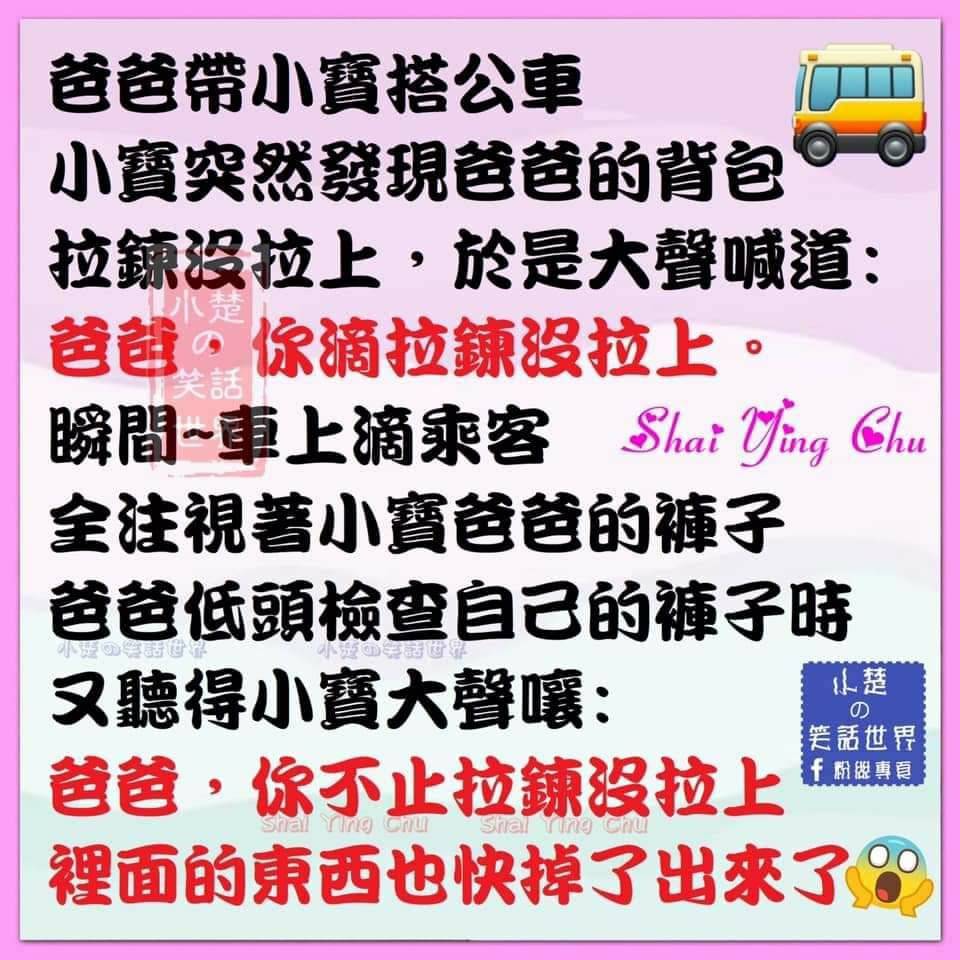 爸爸帶小寶搭公車
小寶突然發現爸爸的背包
拉鍊沒拉上，於是大聲喊道：
爸爸，你滴拉鍊沒拉上。
瞬間~車上滴乘客
Shai Ying Chu
全注視著小寶爸爸的褲子
爸爸低頭檢查自己的褲子時
又聽得小寶大聲嚷：
爸爸，你不止拉鍊沒拉上
裡面的東西也快掉了出來了
小楚
の
笑話
世界
小楚の笑話世界
小楚の笑話世界
小楚
の
笑話世界
f 粉絲專頁
Shai Ying Chu
Shai Ying Chu